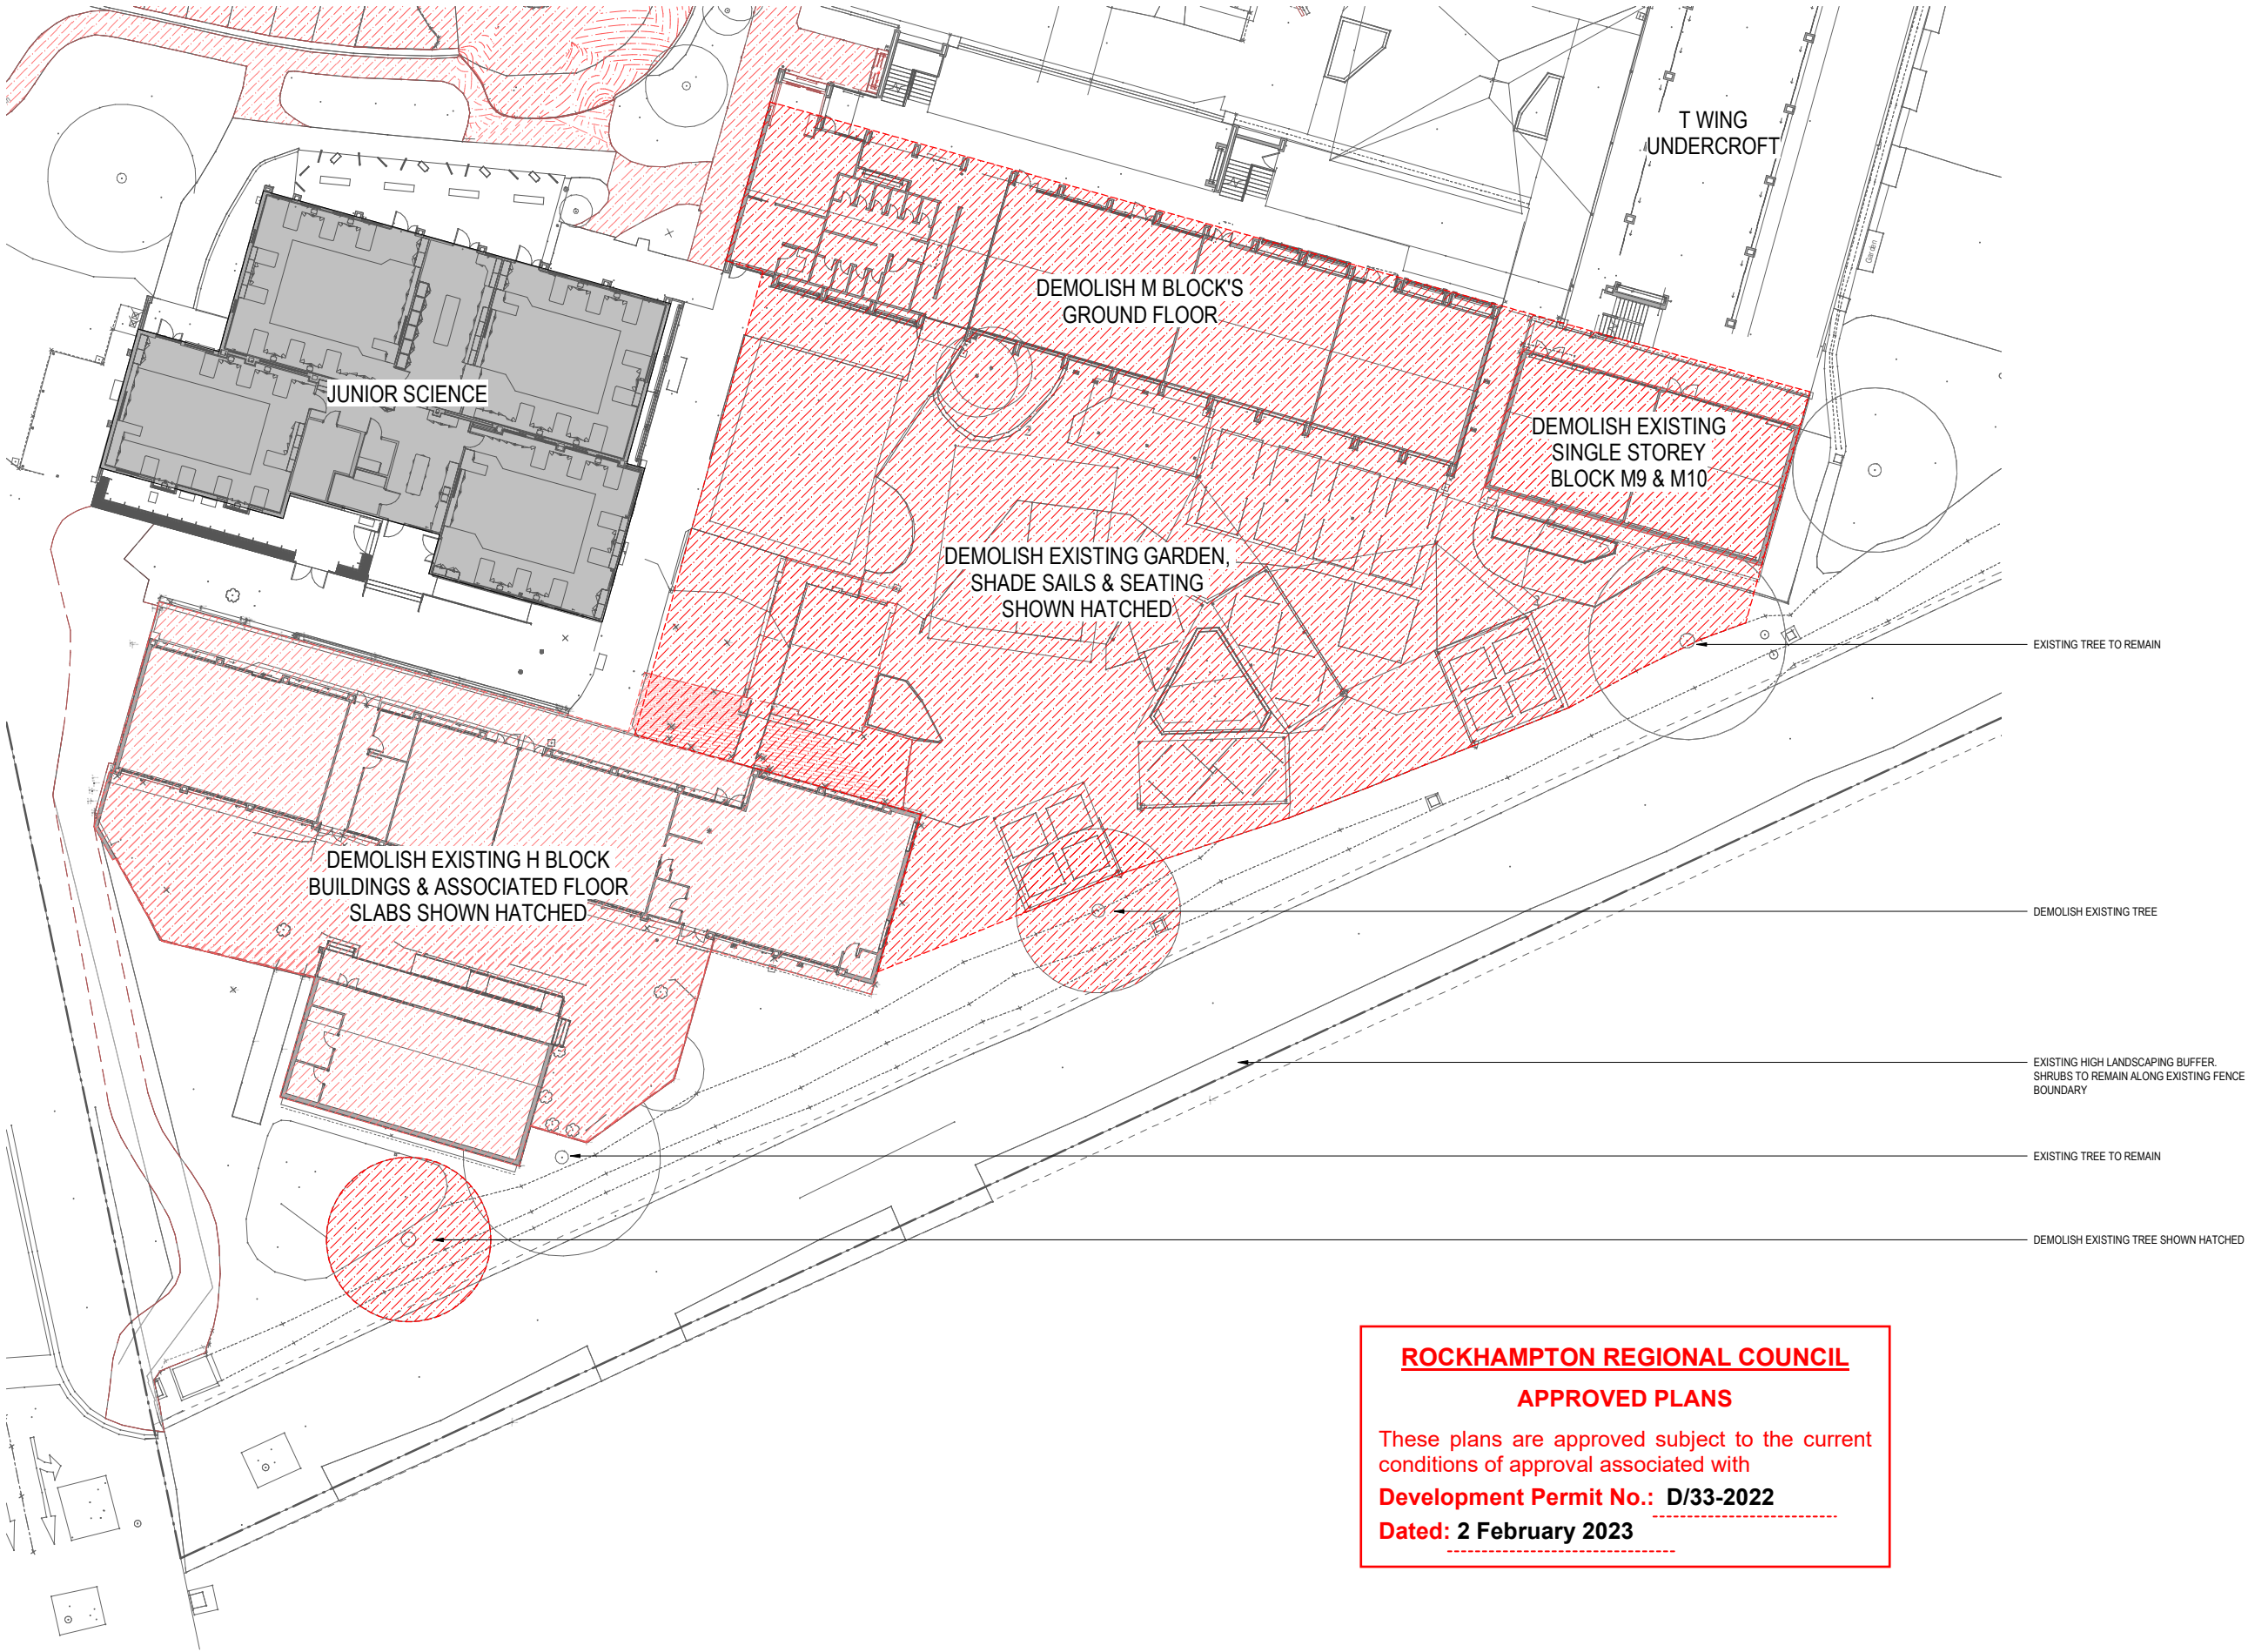 T WING
UNDERCROFT
Garden
DEMOLISH M BLOCK'S
GROUND FLOOR
JUNIOR SCIENCE
DEMOLISH EXISTING
SINGLE STOREY
BLOCK M9 & M10
DEMOLISH EXISTING GARDEN,
SHADE SAILS & SEATING
SHOWN HATCHED
EXISTING TREE TO REMAIN
DEMOLISH EXISTING H BLOCK
BUILDINGS & ASSOCIATED FLOOR
SLABS SHOWN HATCHED
DEMOLISH EXISTING TREE
EXISTING HIGH LANDSCAPING BUFFER.
SHRUBS TO REMAIN ALONG EXISTING FENCE
BOUNDARY
EXISTING TREE TO REMAIN
DEMOLISH EXISTING TREE SHOWN HATCHED
ROCKHAMPTON REGIONAL COUNCIL
APPROVED PLANS
These plans are approved subject to the current
conditions of approval associated with
Development Permit No.: D/33-2022
Dated: 2 February 2023